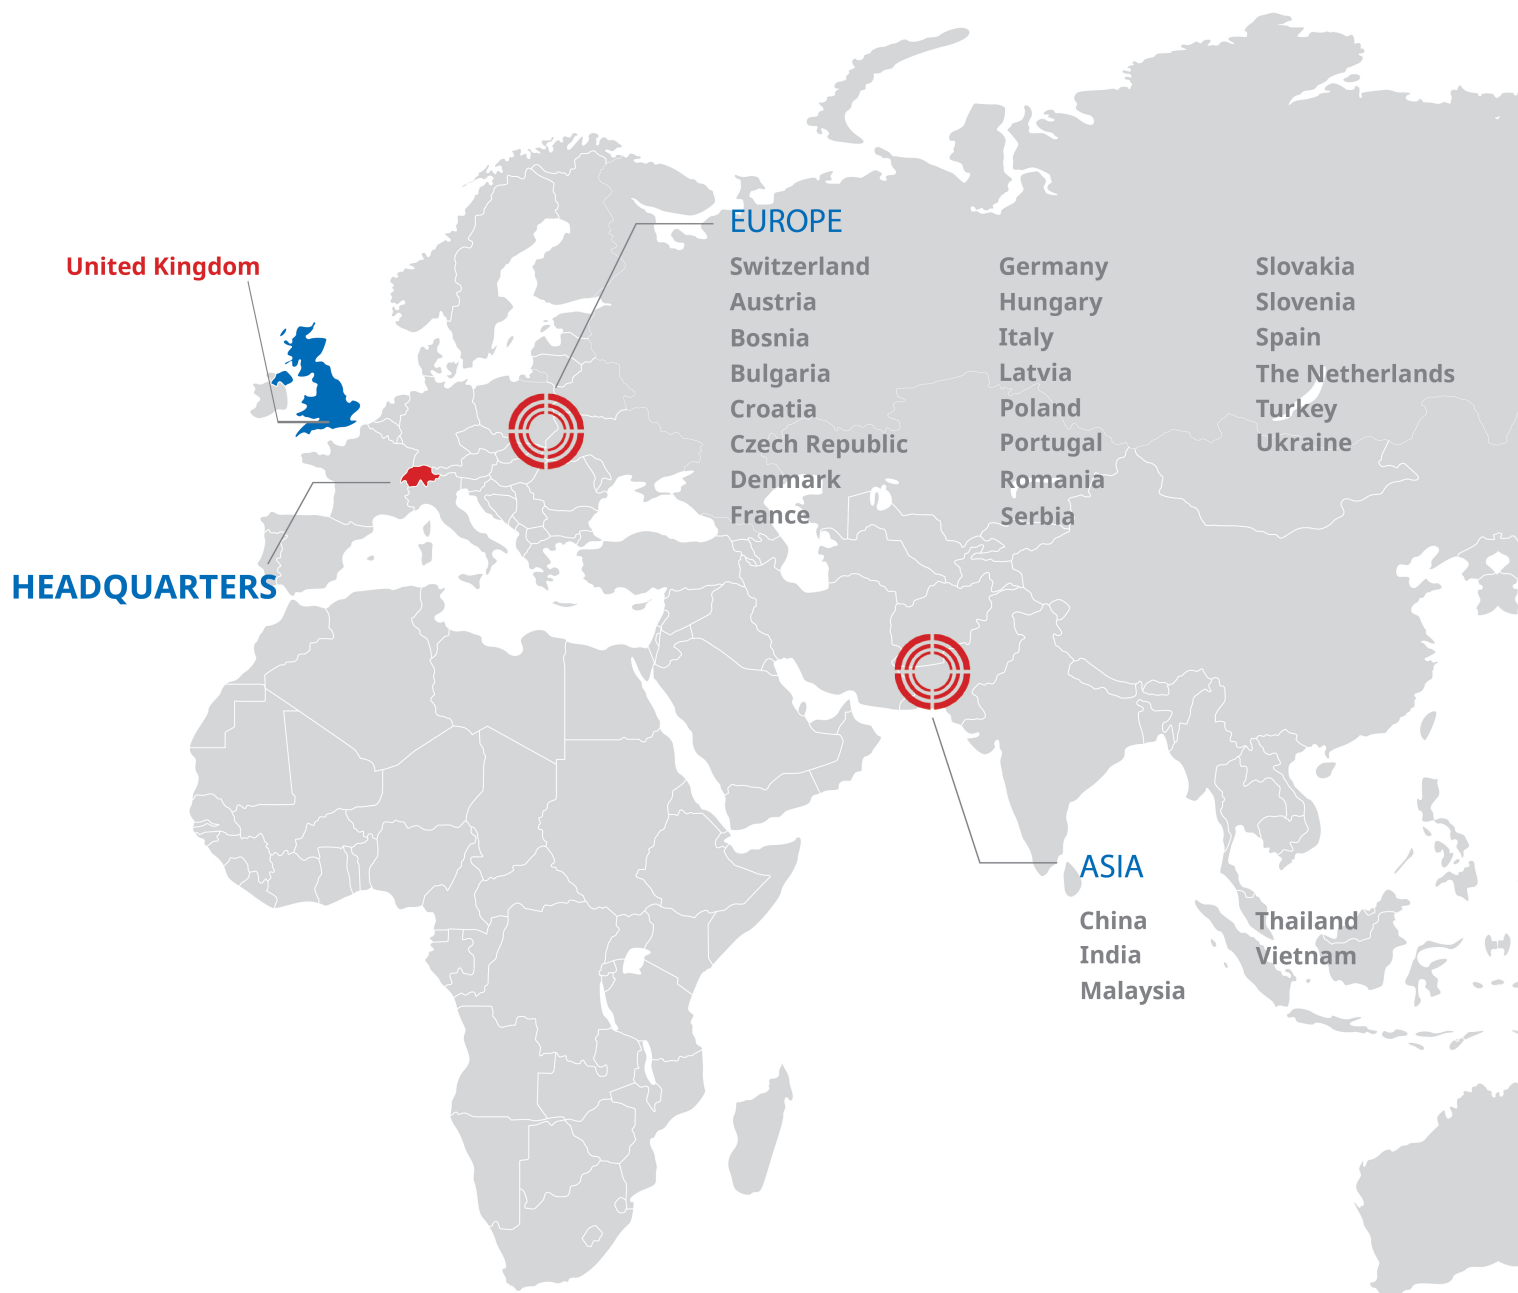 United Kingdom
HEADQUARTERS
EUROPE
Switzerland
Austria
Bosnia
Bulgaria
Croatia
Czech Republic
Denmark
France
Germany
Hungary
Italy
Latvia
Poland
Portugal
Romania
Serbia
Slovakia
Slovenia
Spain
The Netherlands
Turkey
Ukraine
ASIA
China
India
Malaysia
Thailand
Vietnam